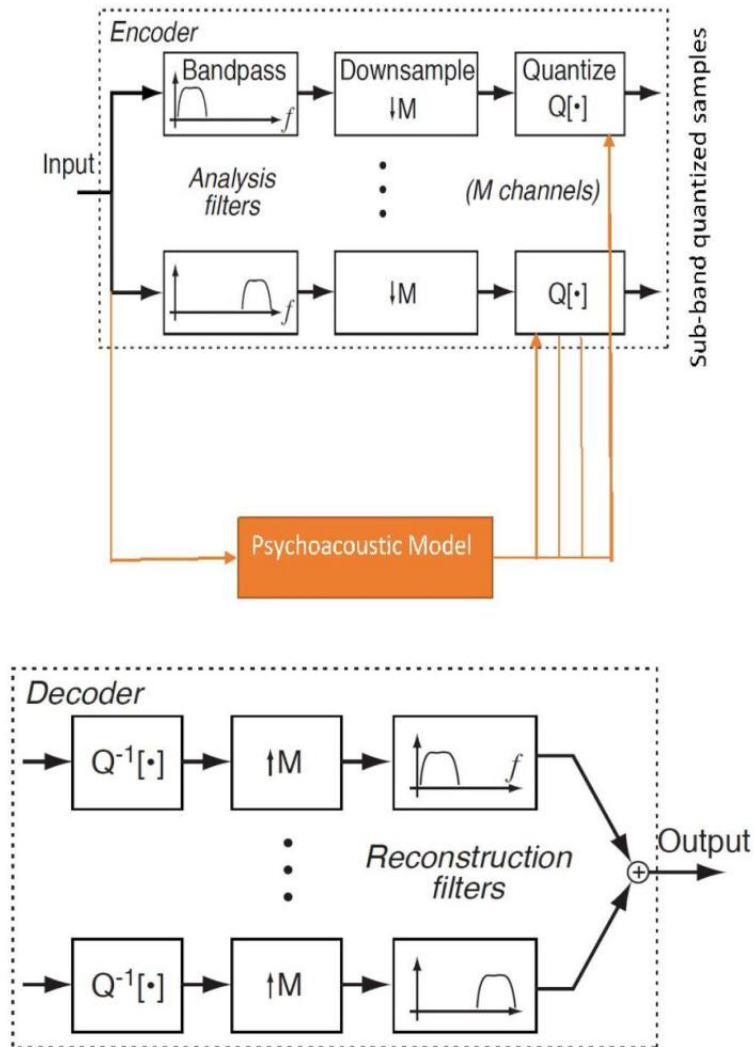 Encoder
Bandpass
f
Downsample
↓M
Quantize
Q[•]
Input
Analysis
filters
(M channels)
f
↓M
Q[•]
Sub-band quantized samples
Psychoacoustic Model
Decoder
Q⁻¹[•]
↑M
f
Output
Reconstruction
filters
Q⁻¹[•]
↑M
f